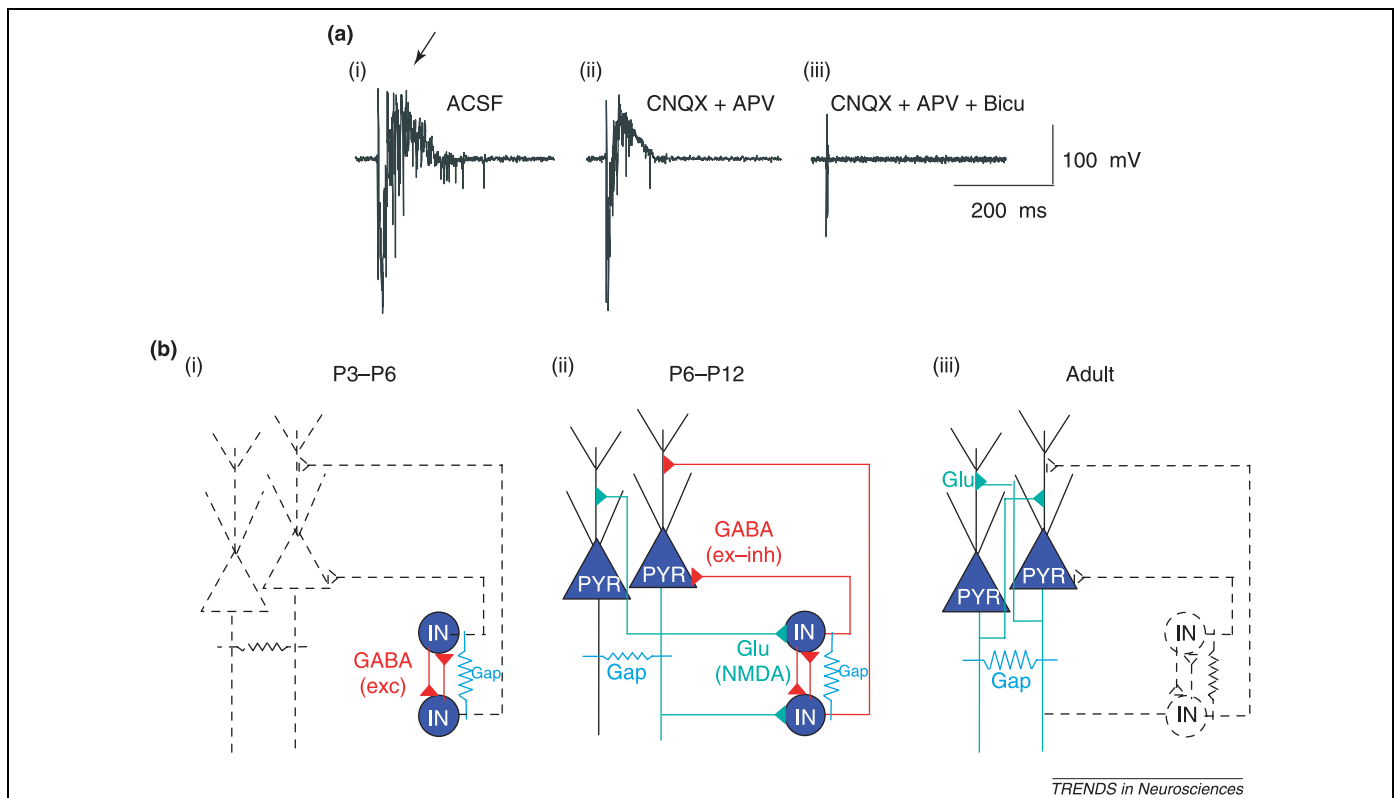 (a)
(i) (ii) (iii)
ACSF CNQX + APV CNQX + APV + Bicu
100 mV
200 ms
(b)
(i) P3–P6 (ii) P6–P12 (iii) Adult
Glu
GABA
(ex–inh)
PYR PYR PYR PYR
IN IN IN
GABA
(exc)
Gap
Gap
Glu
(NMDA)
Gap
Gap
IN IN IN
TRENDS in Neurosciences